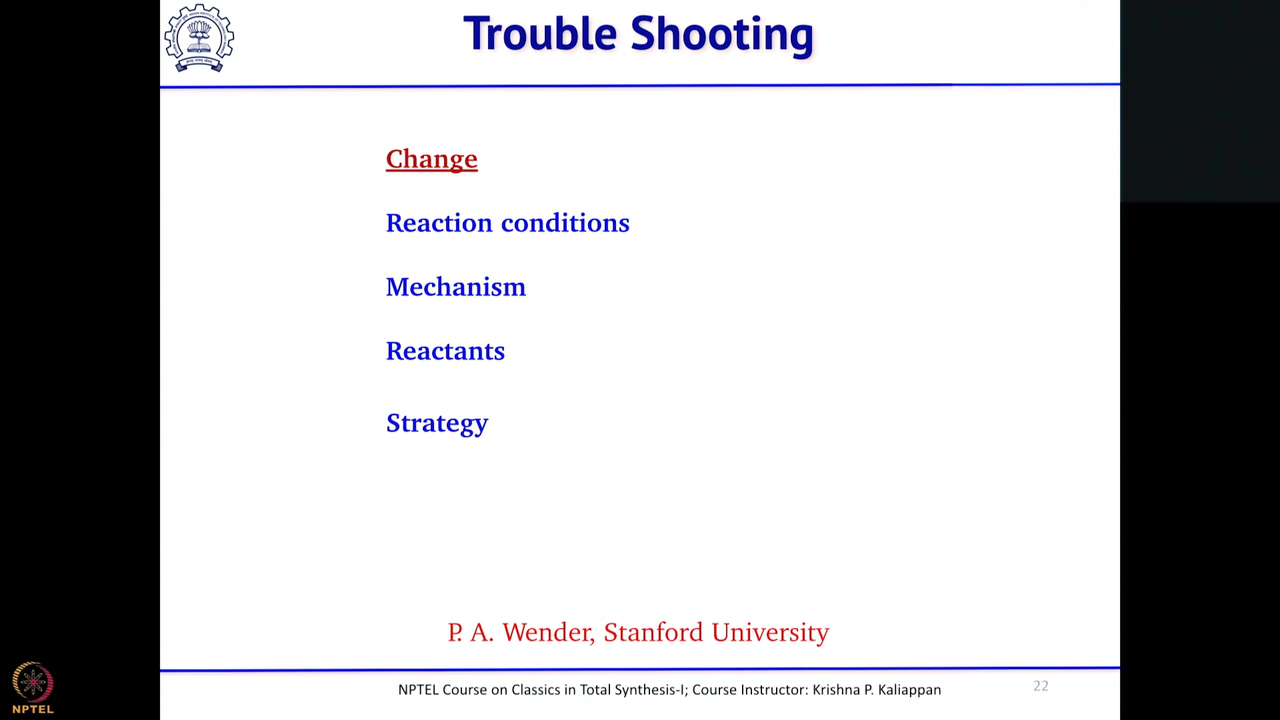 Trouble Shooting
Change
Reaction conditions
Mechanism
Reactants
Strategy
P. A. Wender, Stanford University
NPTEL Course on Classics in Total Synthesis-I; Course Instructor: Krishna P. Kaliappan
22
NPTEL